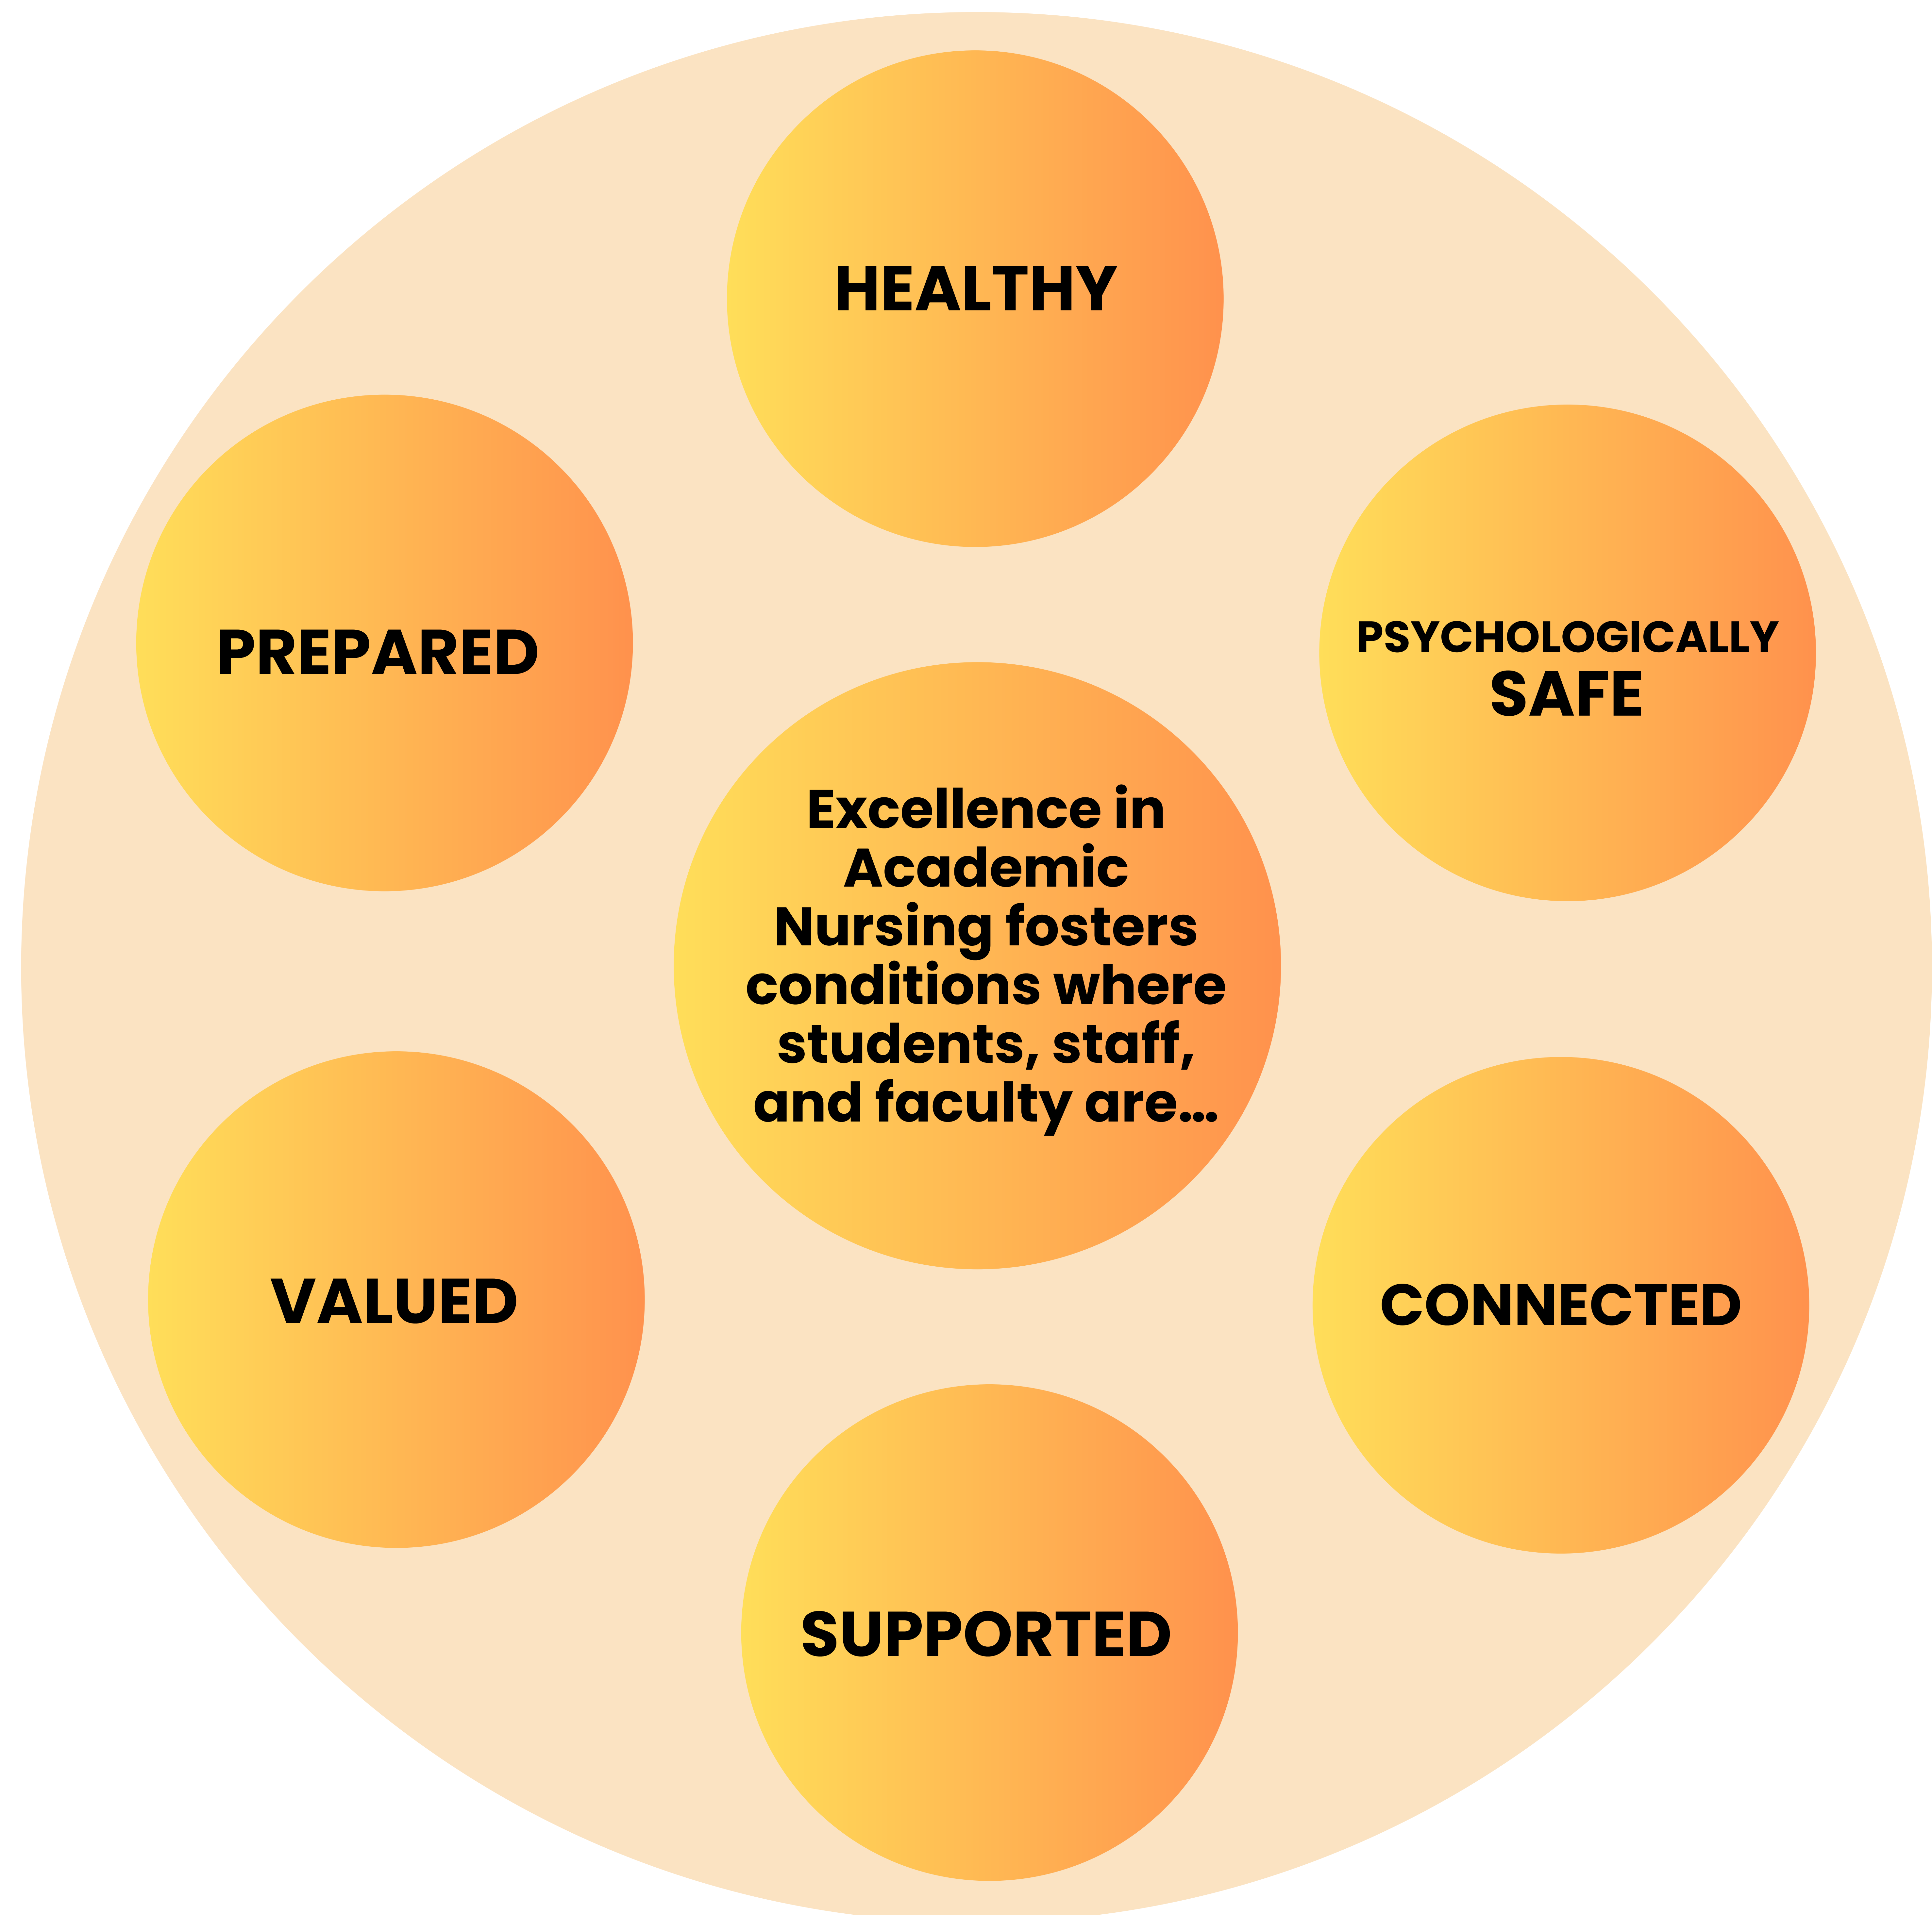 HEALTHY
PREPARED
PSYCHOLOGICALLY
SAFE
Excellence in
Academic
Nursing fosters
conditions where
students, staff,
and faculty are...
VALUED
CONNECTED
SUPPORTED